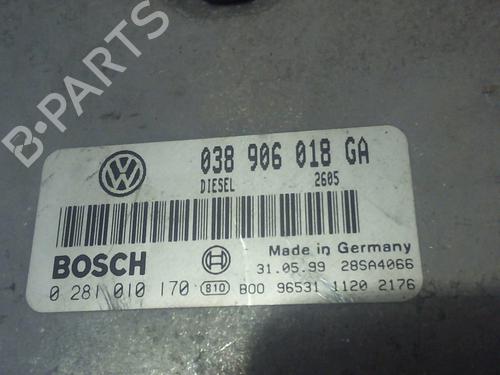 038 906 018 GA
DIESEL 2605
BOSCH
Made in Germany
31.05.99 28SA4066
0 281 010 170 810 B00 96531 1120 2176